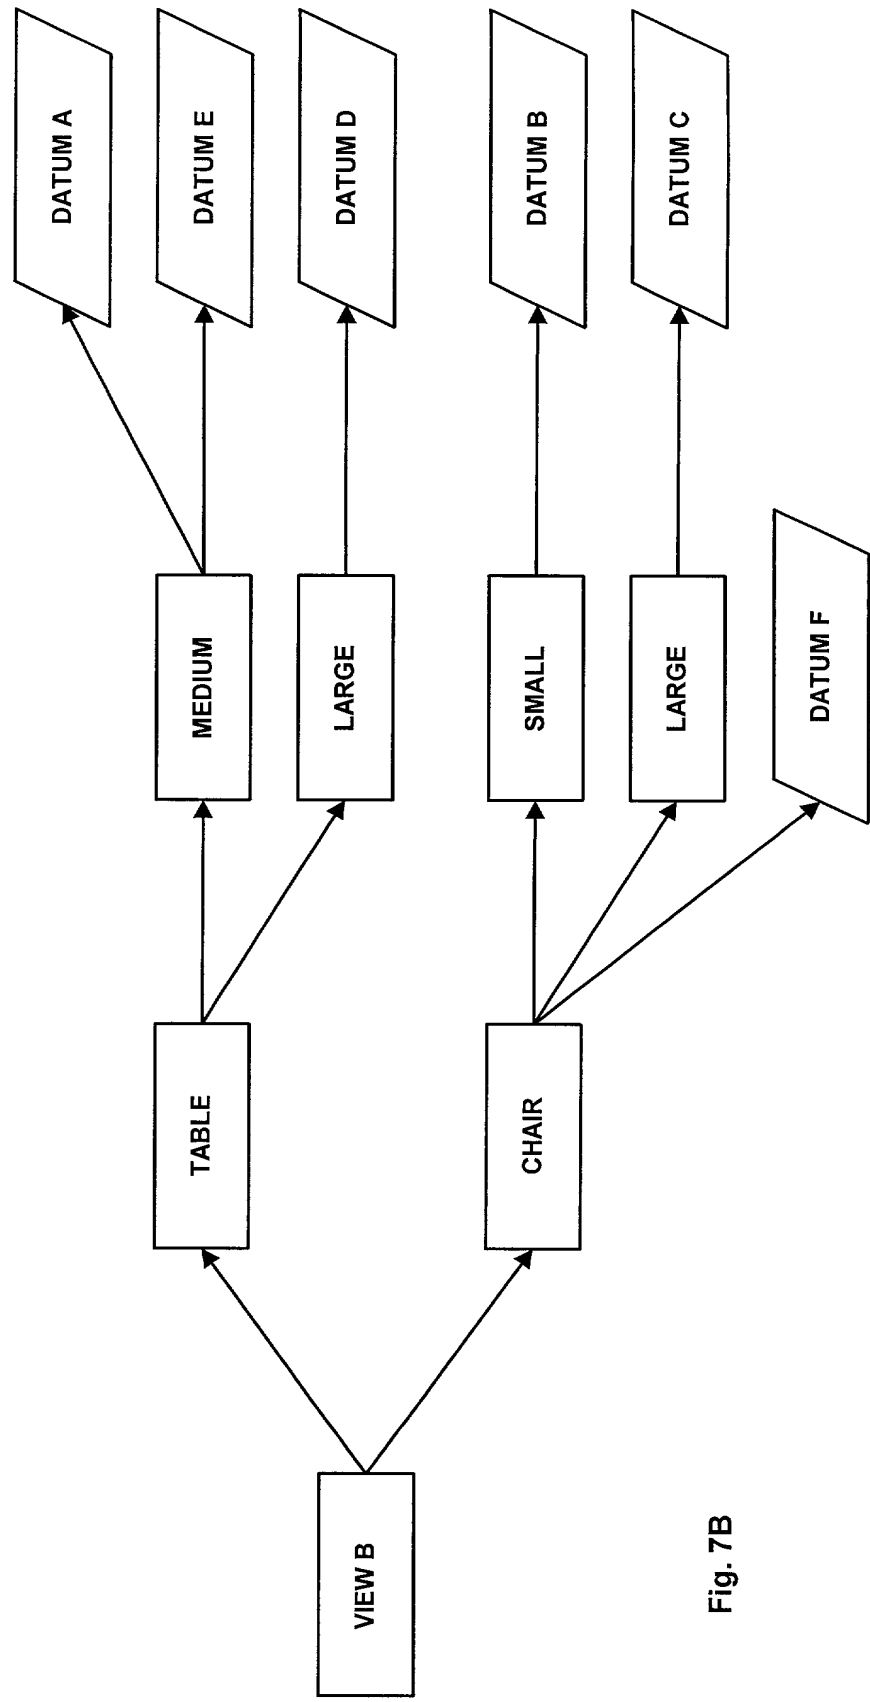 VIEW B
TABLE
CHAIR
MEDIUM
LARGE
SMALL
LARGE
DATUM F
DATUM A
DATUM E
DATUM D
DATUM B
DATUM C
Fig. 7B